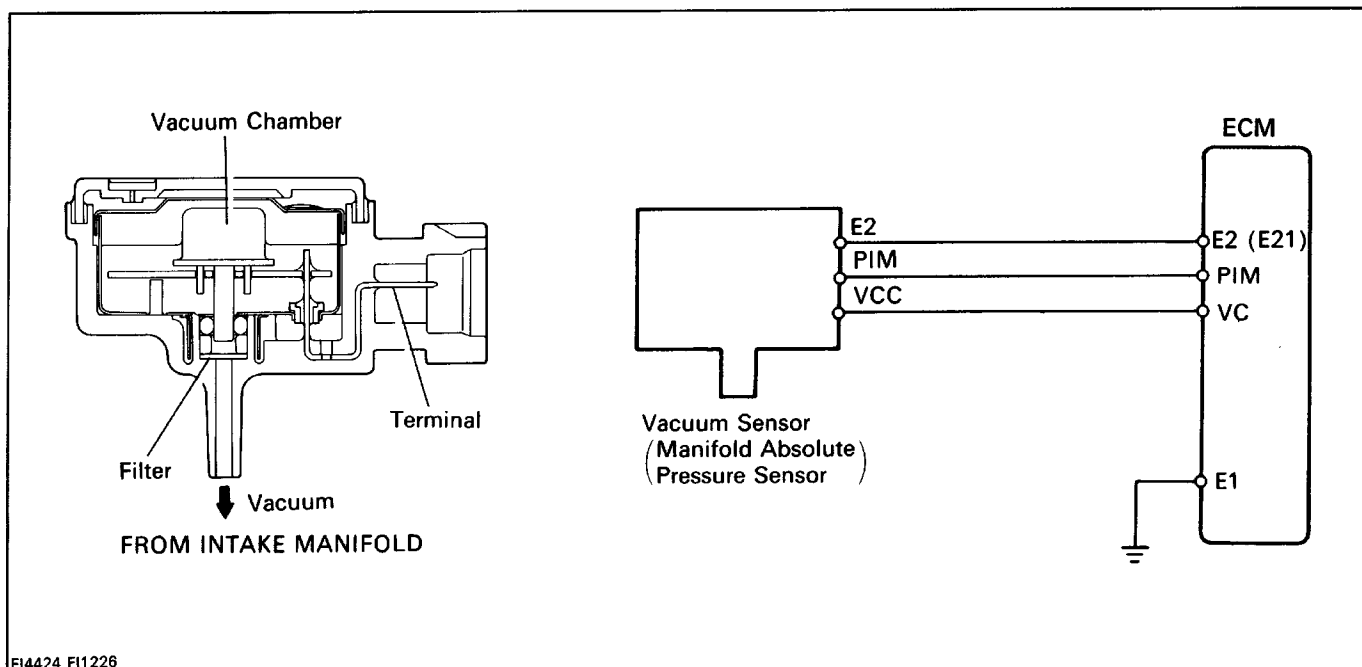 Vacuum Chamber
Terminal
Filter
Vacuum
FROM INTAKE MANIFOLD
E2
PIM
VCC
Vacuum Sensor
(Manifold Absolute
Pressure Sensor)
ECM
E2 (E21)
PIM
VC
E1
FI4424 FI1226